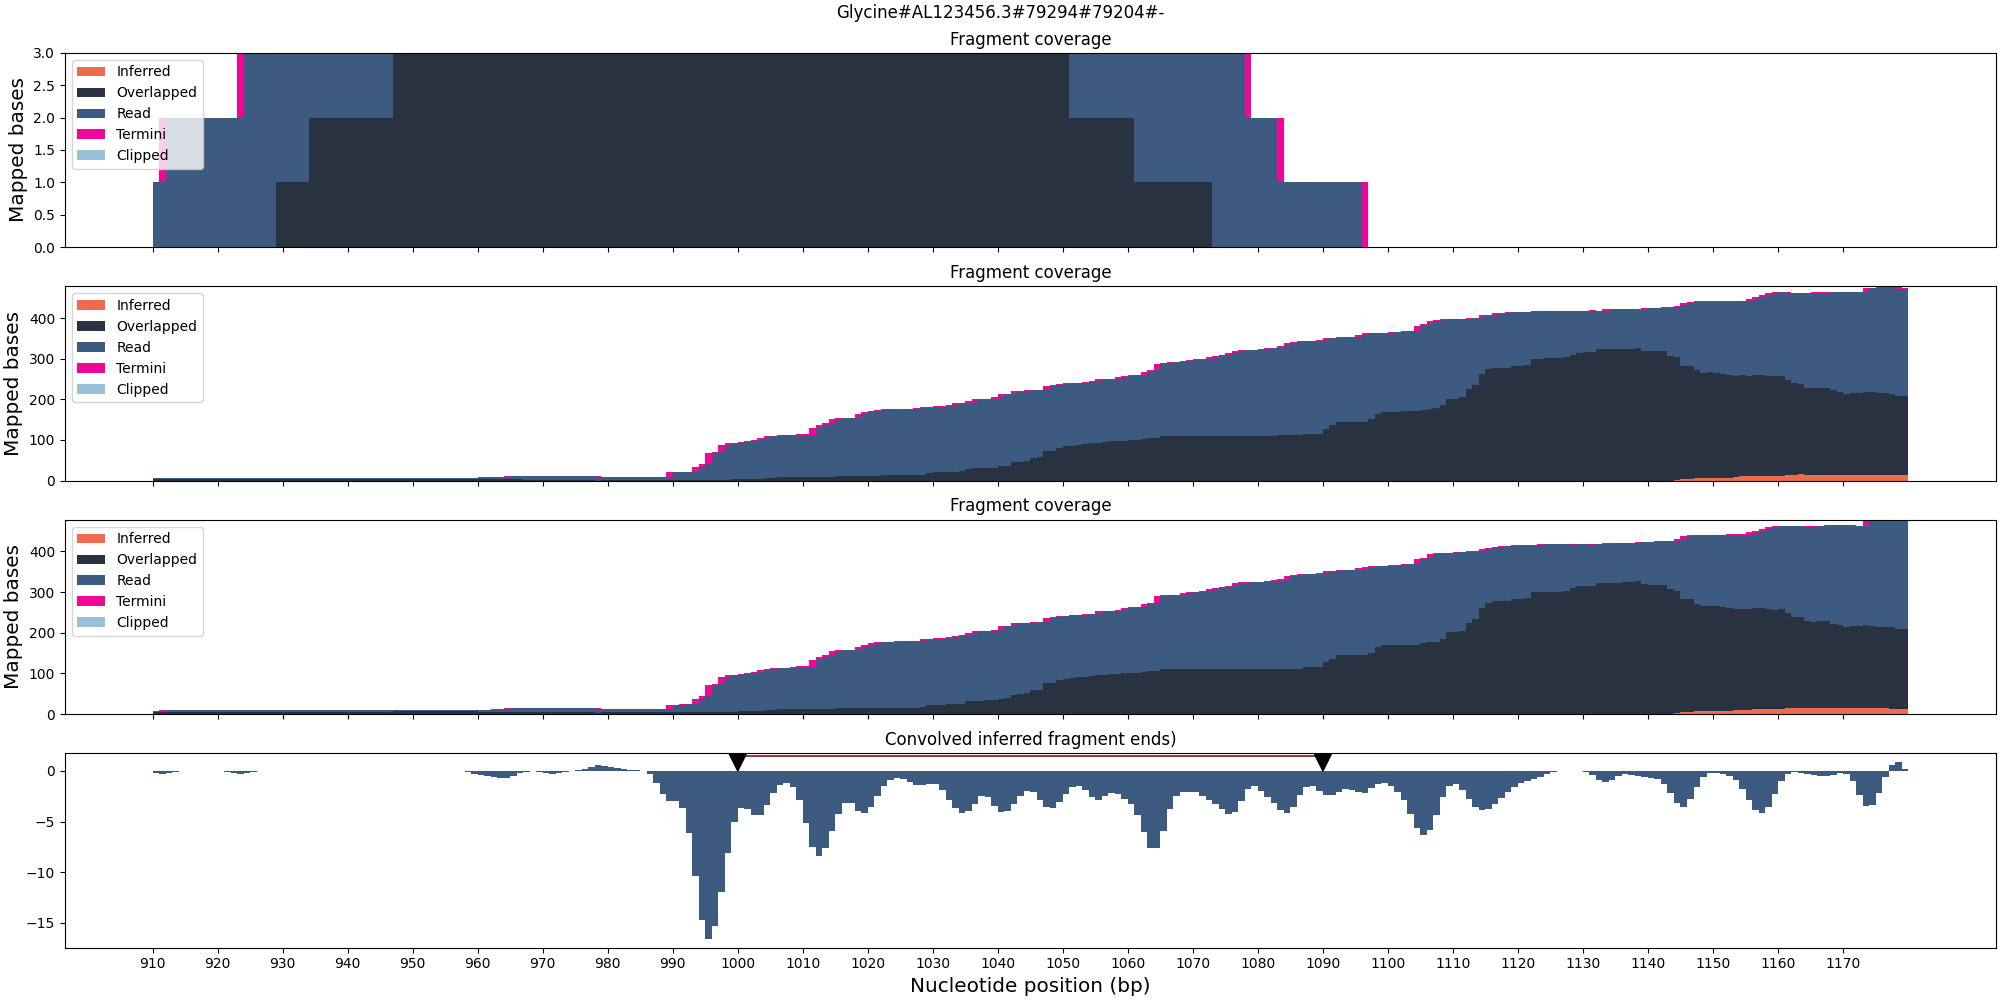 Glycine#AL123456.3#79294#79204#-
Fragment coverage
Mapped bases
3.0
2.5
2.0
1.5
1.0
0.5
0.0
Inferred
Overlapped
Read
Termini
Clipped
Fragment coverage
Mapped bases
400
300
200
100
0
Inferred
Overlapped
Read
Termini
Clipped
Fragment coverage
Mapped bases
400
300
200
100
0
Inferred
Overlapped
Read
Termini
Clipped
Convolved inferred fragment ends)
0
−5
−10
−15
910 920 930 940 950 960 970 980 990 1000 1010 1020 1030 1040 1050 1060 1070 1080 1090 1100 1110 1120 1130 1140 1150 1160 1170
Nucleotide position (bp)